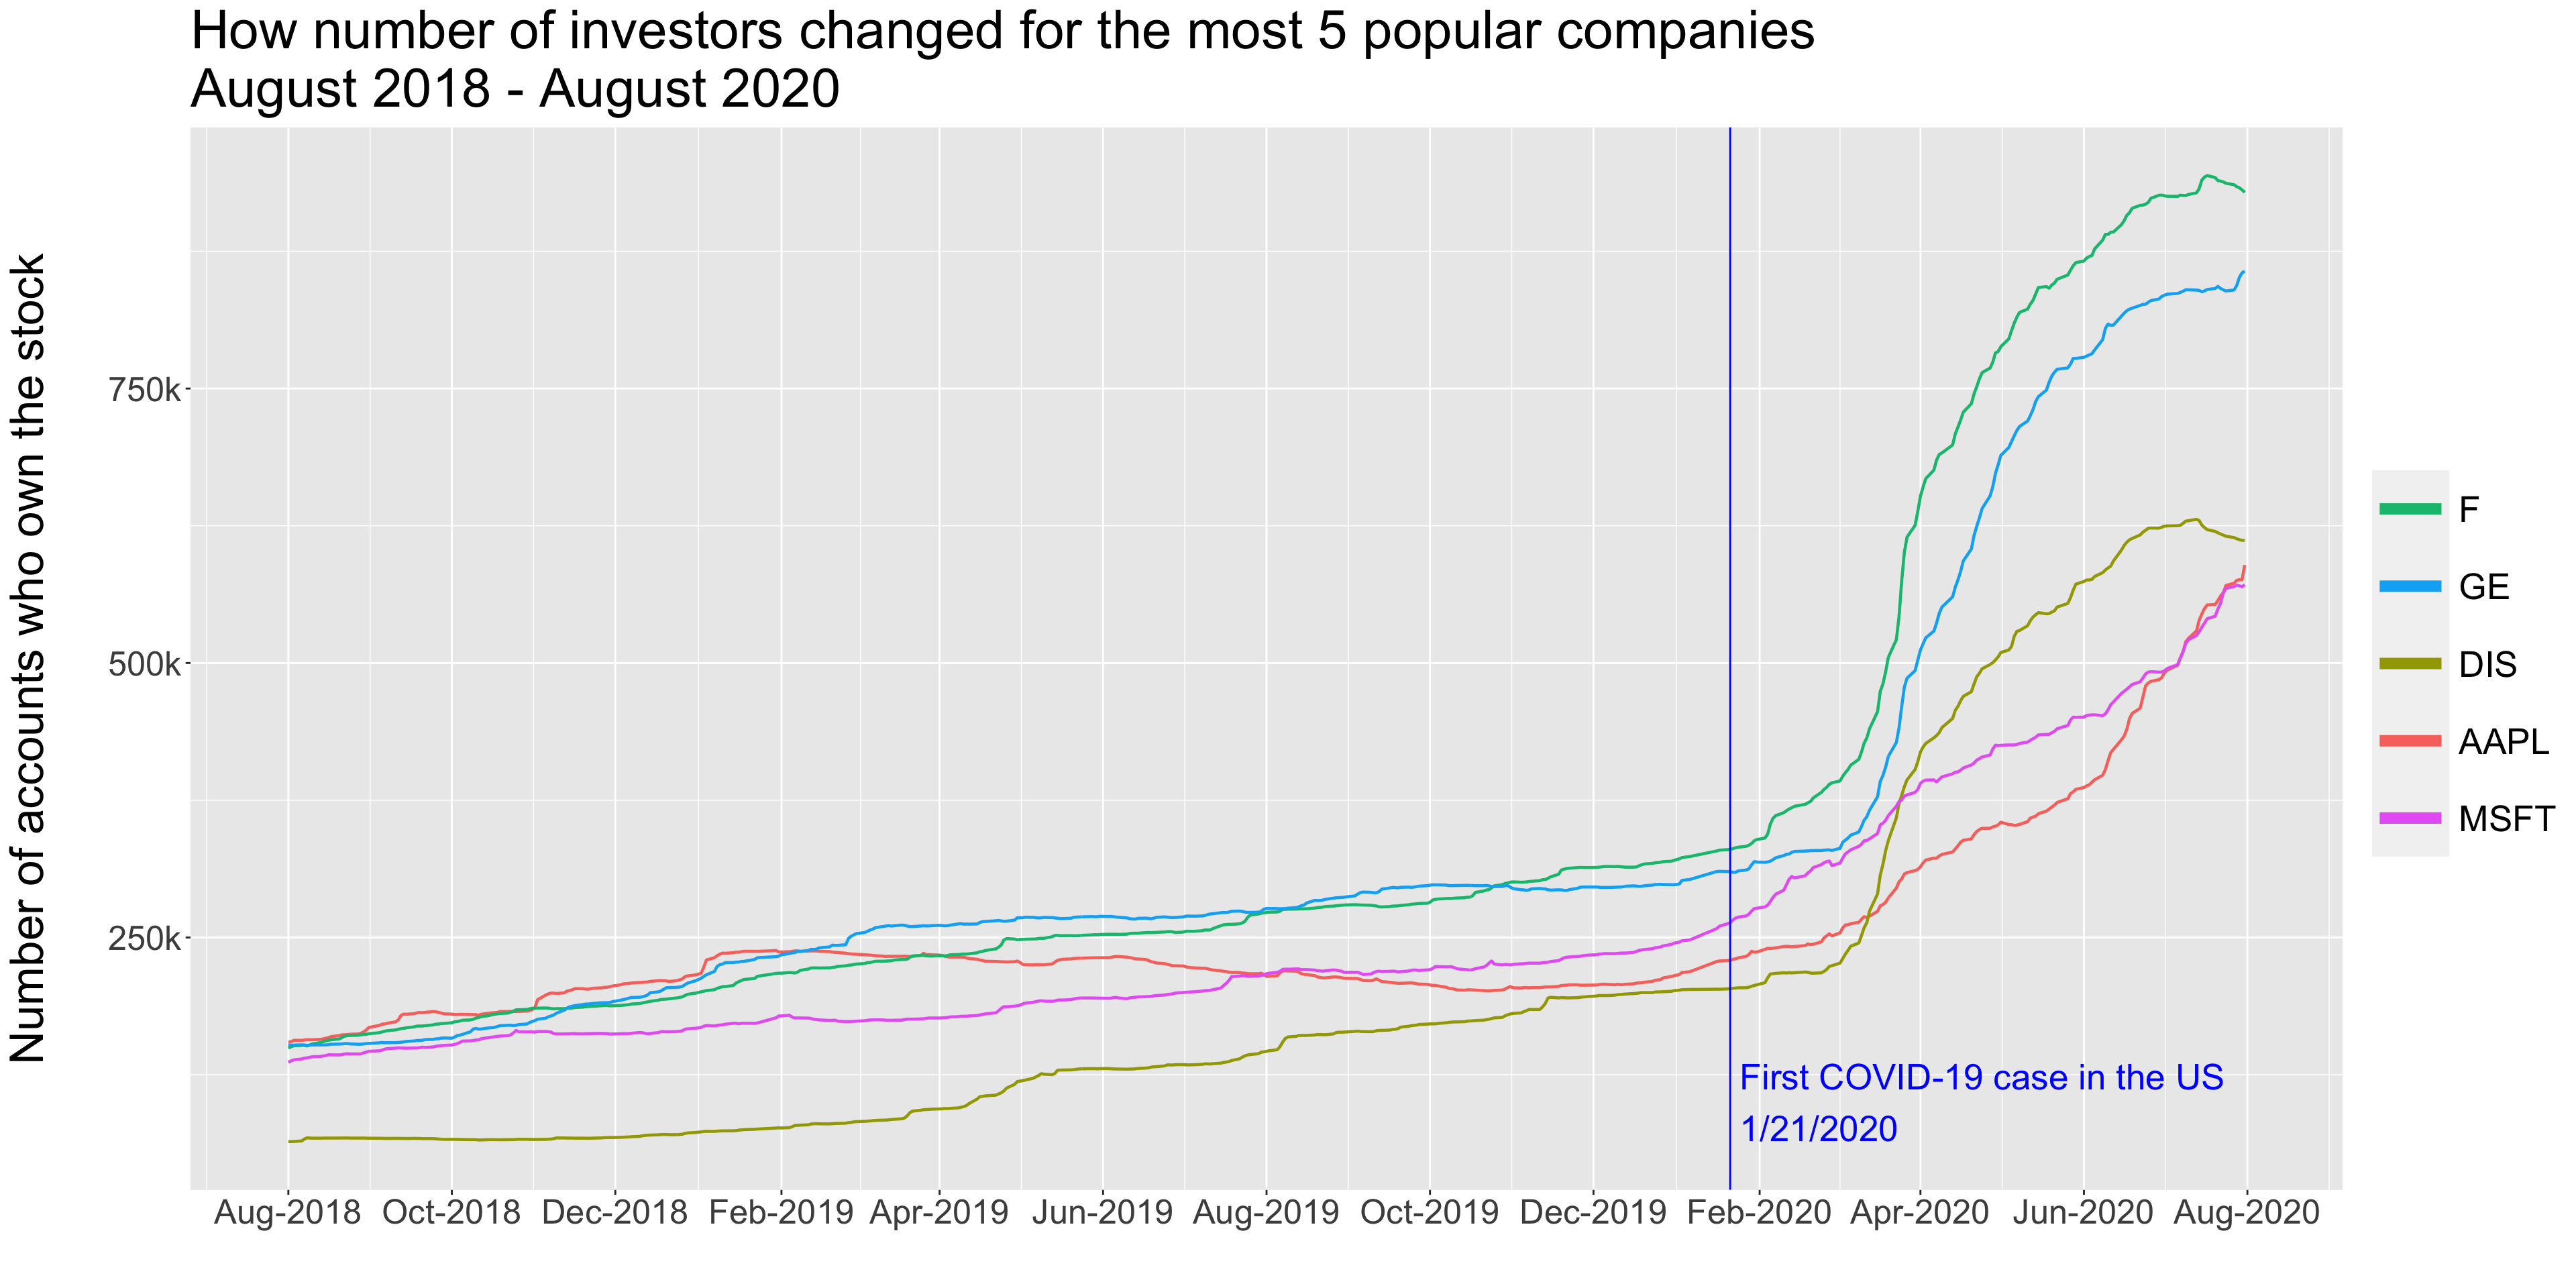 How number of investors changed for the most 5 popular companies
August 2018 - August 2020
Number of accounts who own the stock
750k
500k
250k
F
GE
DIS
AAPL
MSFT
First COVID-19 case in the US
1/21/2020
Aug-2018 Oct-2018 Dec-2018 Feb-2019 Apr-2019 Jun-2019 Aug-2019 Oct-2019 Dec-2019 Feb-2020 Apr-2020 Jun-2020 Aug-2020